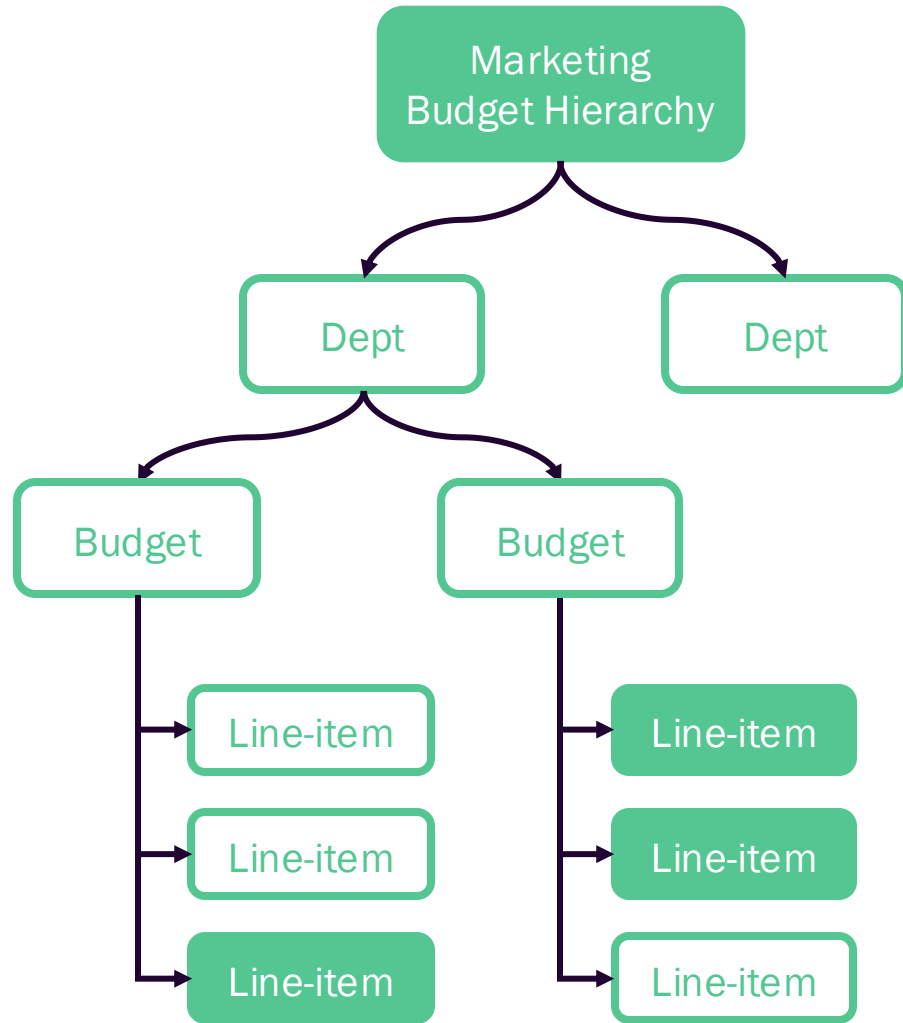 Marketing
Budget Hierarchy
Dept
Dept
Budget
Budget
Line-item
Line-item
Line-item
Line-item
Line-item
Line-item